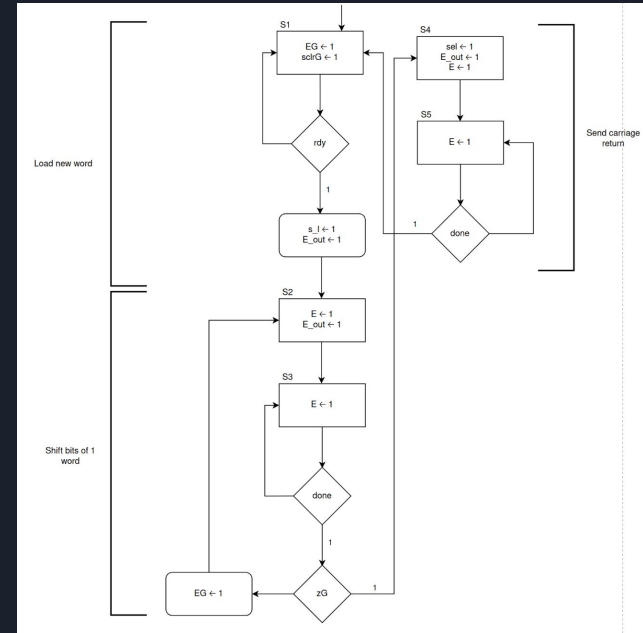 S1
EG ← 1
sclrG ← 1
rdy
1
s_l ← 1
E_out ← 1
Load new word
S2
E ← 1
E_out ← 1
S3
E ← 1
done
1
zG
1
EG ← 1
Shift bits of 1
word
S4
sel ← 1
E_out ← 1
E ← 1
S5
E ← 1
done
1
Send carriage
return